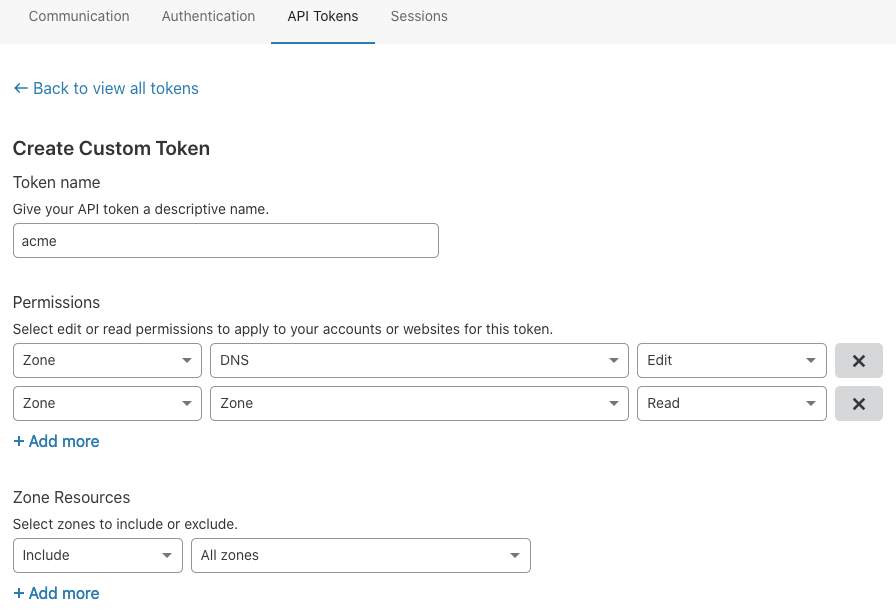 Communication Authentication API Tokens Sessions
← Back to view all tokens
Create Custom Token
Token name
Give your API token a descriptive name.
acme
Permissions
Select edit or read permissions to apply to your accounts or websites for this token.
Zone DNS Edit
Zone Zone Read
+ Add more
Zone Resources
Select zones to include or exclude.
Include All zones
+ Add more